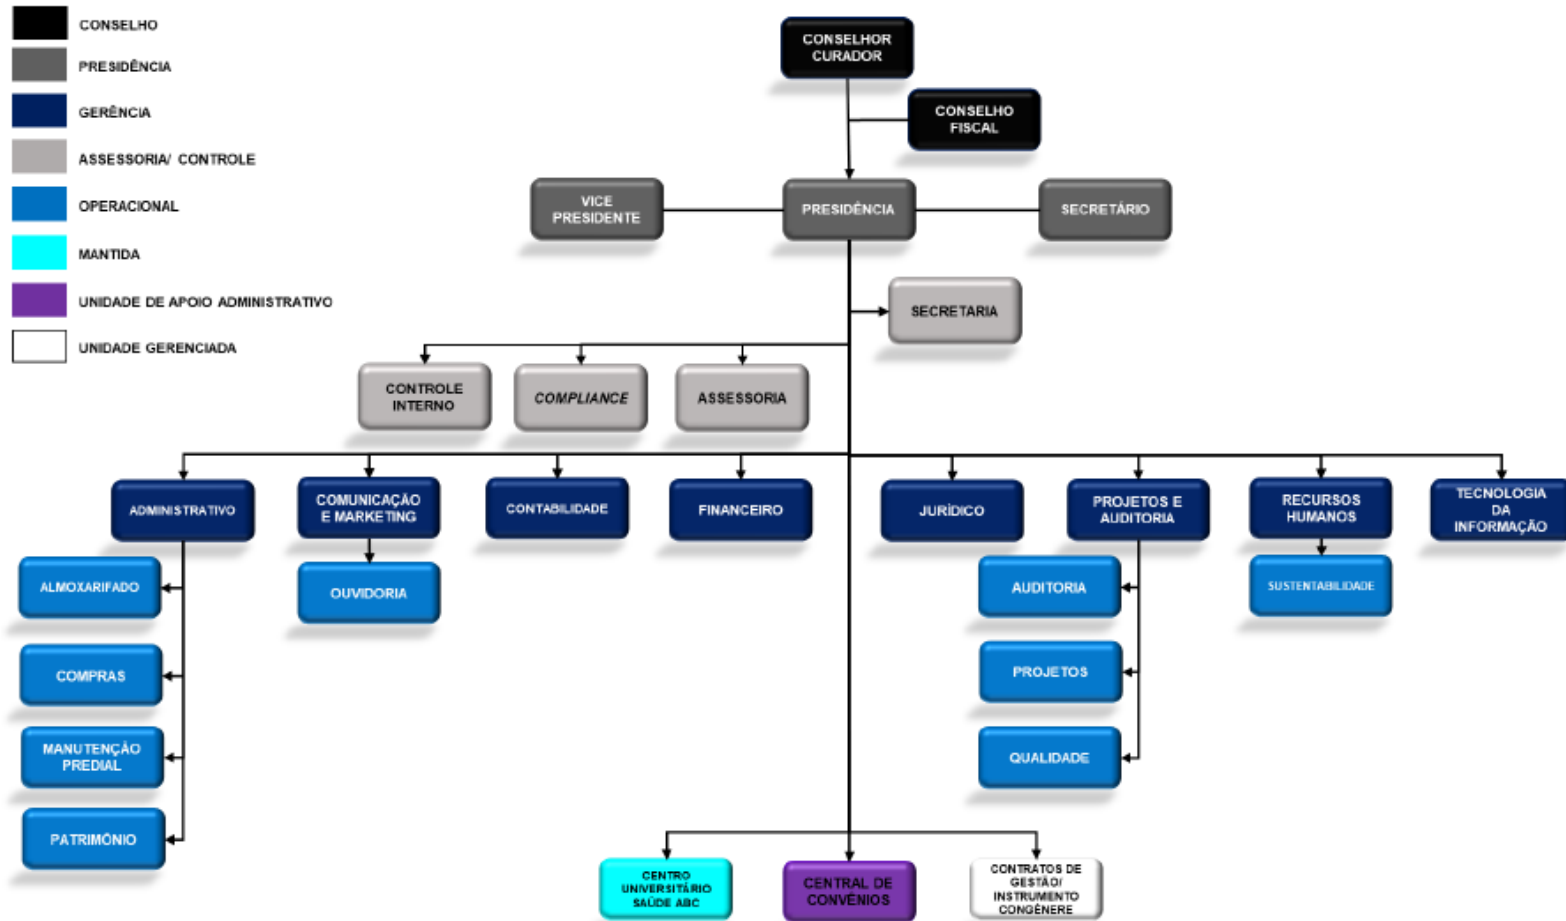 CONSELHO
PRESIDÊNCIA
GERÊNCIA
ASSESSORIA/ CONTROLE
OPERACIONAL
MANTIDA
UNIDADE DE APOIO ADMINISTRATIVO
UNIDADE GERENCIADA
CONSELHOR
CURADOR
CONSELHO
FISCAL
VICE
PRESIDENTE
PRESIDÊNCIA
SECRETÁRIO
SECRETARIA
CONTROLE
INTERNO
COMPLIANCE
ASSESSORIA
ADMINISTRATIVO
COMUNICAÇÃO
E MARKETING
CONTABILIDADE
FINANCEIRO
JURÍDICO
PROJETOS E
AUDITORIA
RECURSOS
HUMANOS
TECNOLOGIA
DA
INFORMAÇÃO
ALMOXARIFADO
COMPRAS
MANUTENÇÃO
PREDIAL
PATRIMÔNIO
OUVIDORIA
AUDITORIA
PROJETOS
QUALIDADE
SUSTENTABILIDADE
CENTRO
UNIVERSITÁRIO
SAÚDE ABC
CENTRAL DE
CONVÊNIOS
CONTRATOS DE
GESTÃO/
INSTRUMENTO
CONGÊNERE